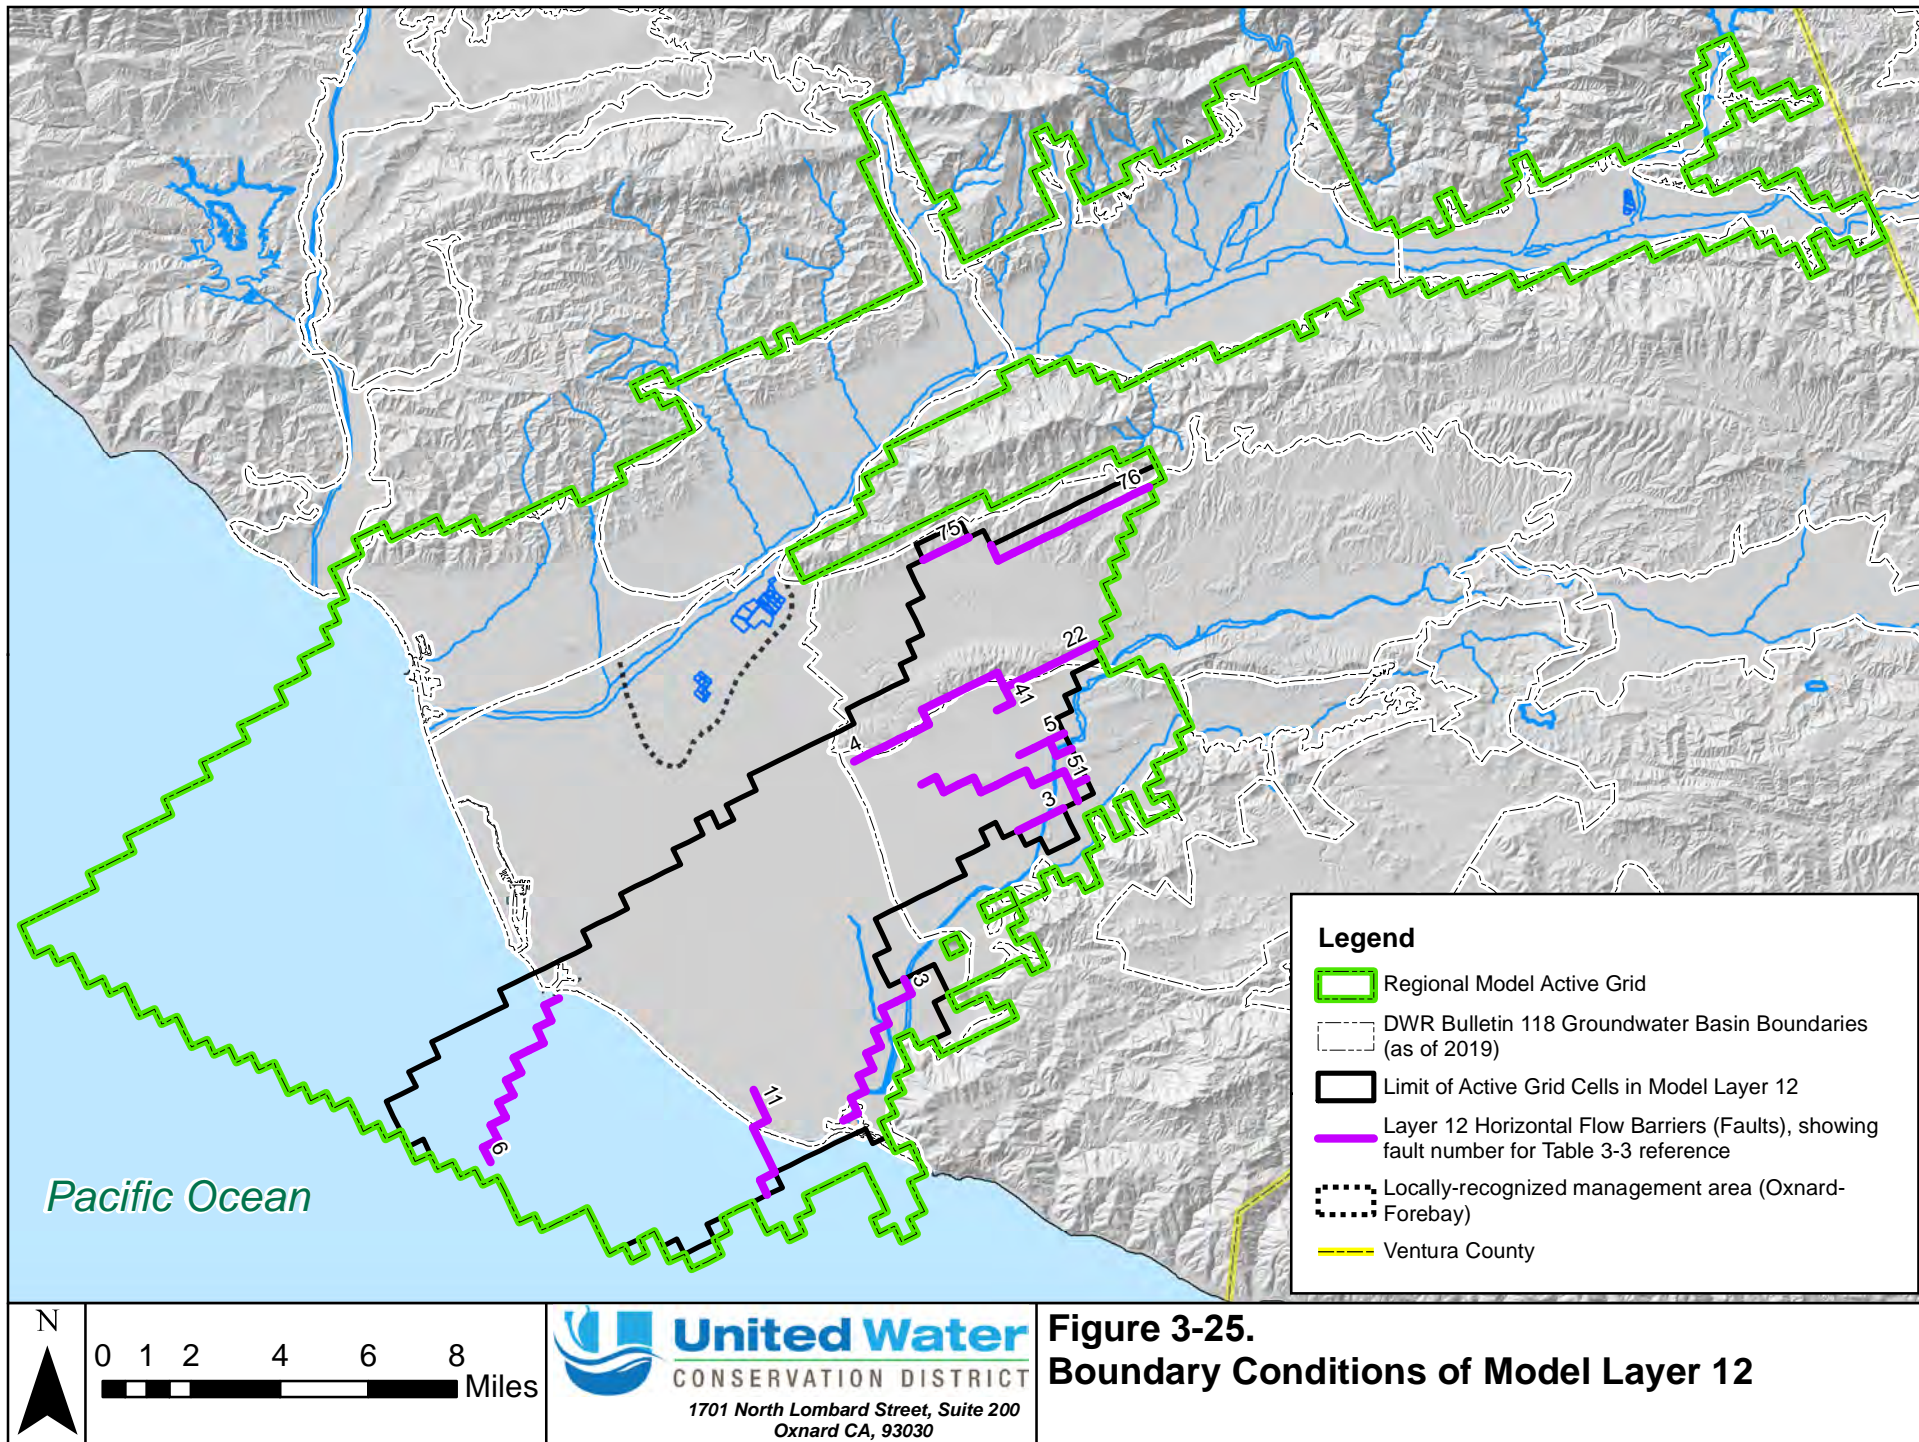 76
75
22
41
4
5
51
3
3
11
6
Pacific Ocean
Legend
Regional Model Active Grid
DWR Bulletin 118 Groundwater Basin Boundaries
(as of 2019)
Limit of Active Grid Cells in Model Layer 12
Layer 12 Horizontal Flow Barriers (Faults), showing
fault number for Table 3-3 reference
Locally-recognized management area (Oxnard-
Forebay)
Ventura County
N
0 1 2 4 6 8
Miles
United Water
CONSERVATION DISTRICT
1701 North Lombard Street, Suite 200
Oxnard CA, 93030
Figure 3-25.
Boundary Conditions of Model Layer 12